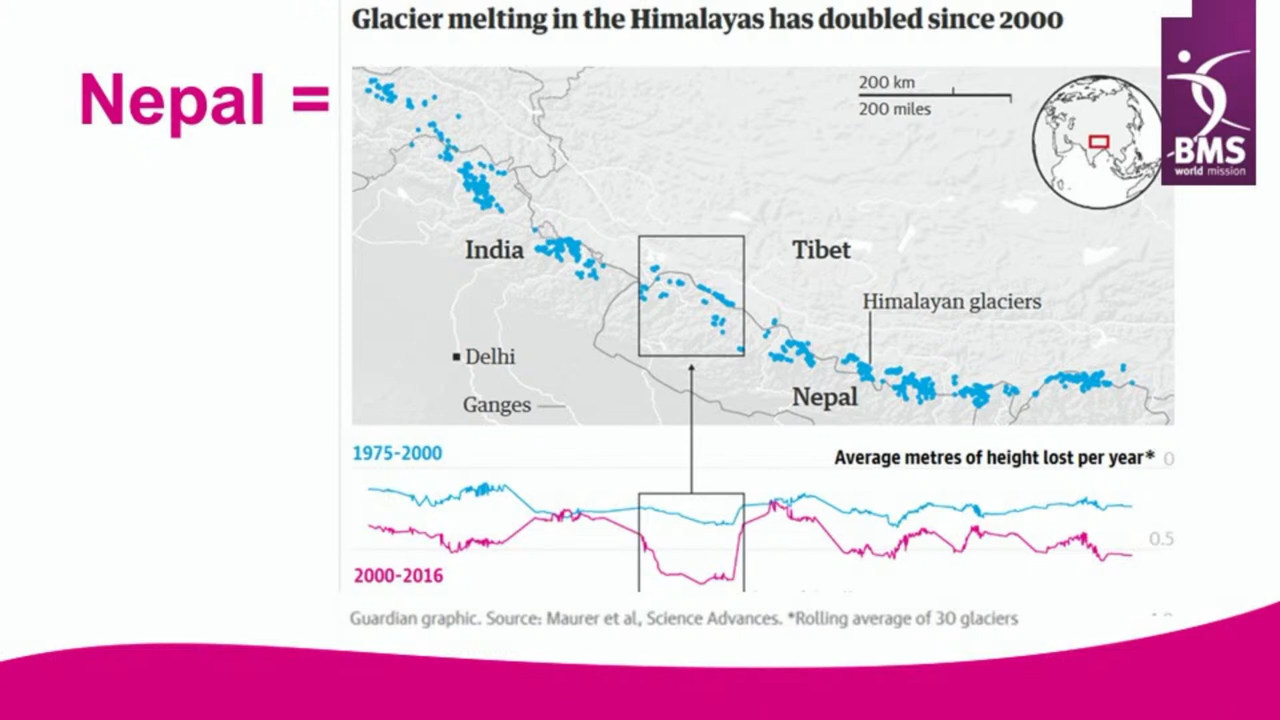 Glacier melting in the Himalayas has doubled since 2000
Nepal =
200 km
200 miles
BMS
world mission
India
Tibet
Himalayan glaciers
Delhi
Nepal
Ganges
1975-2000
Average metres of height lost per year*
0
0.5
2000-2016
Guardian graphic. Source: Maurer et al, Science Advances. *Rolling average of 30 glaciers